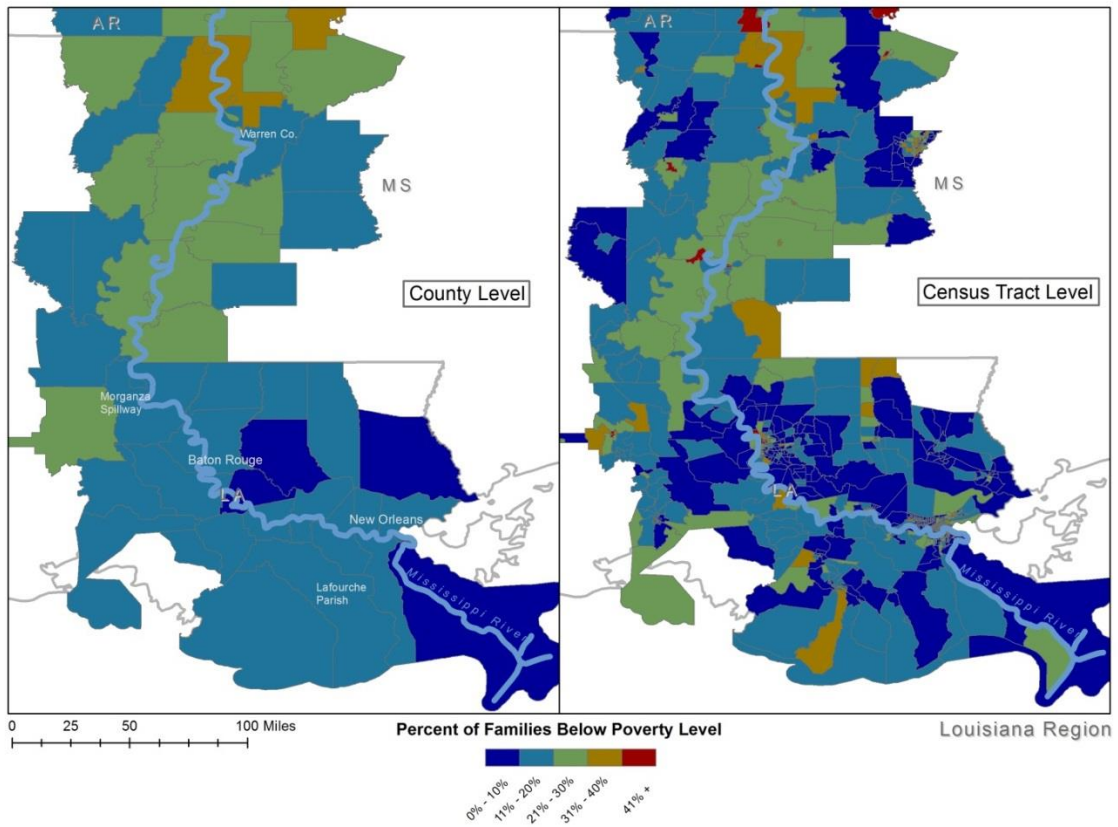 AR
Warren Co.
MS
County Level
Morganza
Spillway
Baton Rouge
LA
New Orleans
Lafourche
Parish
Mississippi River
AR
MS
Census Tract Level
LA
Mississippi River
0 25 50 100 Miles
Percent of Families Below Poverty Level
Louisiana Region
0% - 10%
11% - 20%
21% - 30%
31% - 40%
41% +